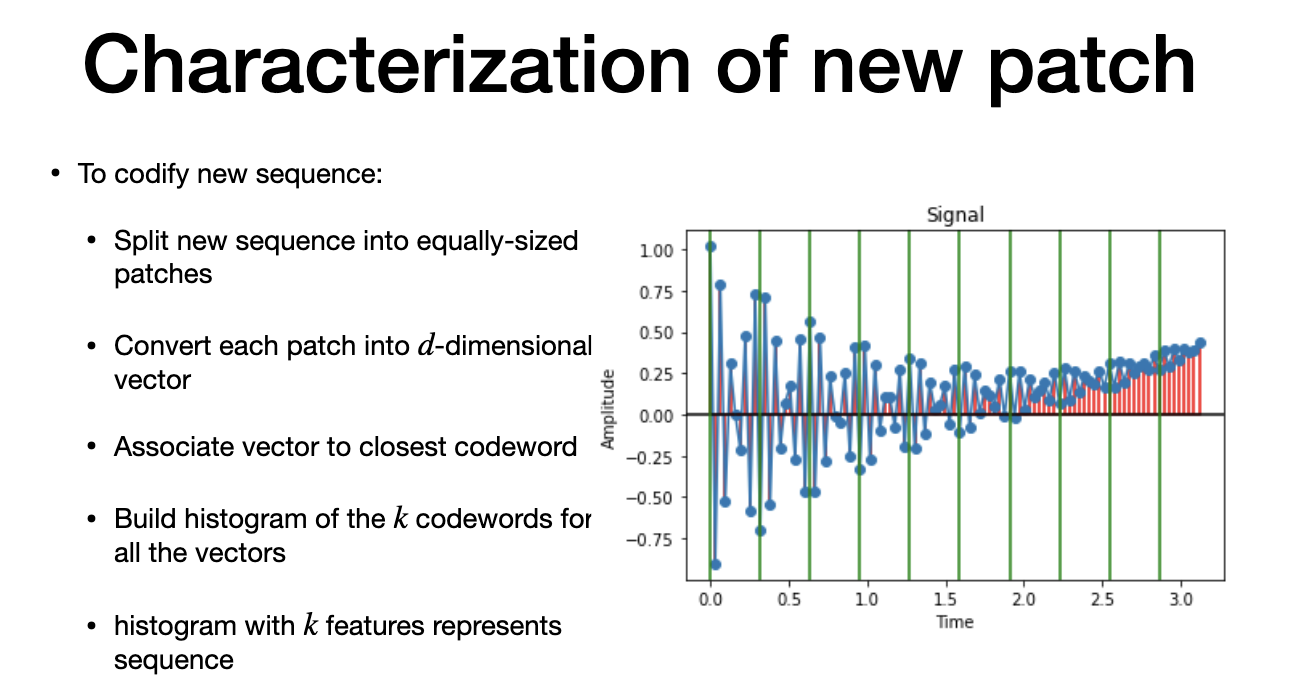 Characterization of new patch
• To codify new sequence:
• Split new sequence into equally-sized
patches
• Convert each patch into d-dimensional
vector
• Associate vector to closest codeword
• Build histogram of the k codewords for
all the vectors
• histogram with k features represents
sequence
Signal
1.00
0.75
0.50
0.25
0.00
−0.25
−0.50
−0.75
Amplitude
0.0 0.5 1.0 1.5 2.0 2.5 3.0
Time